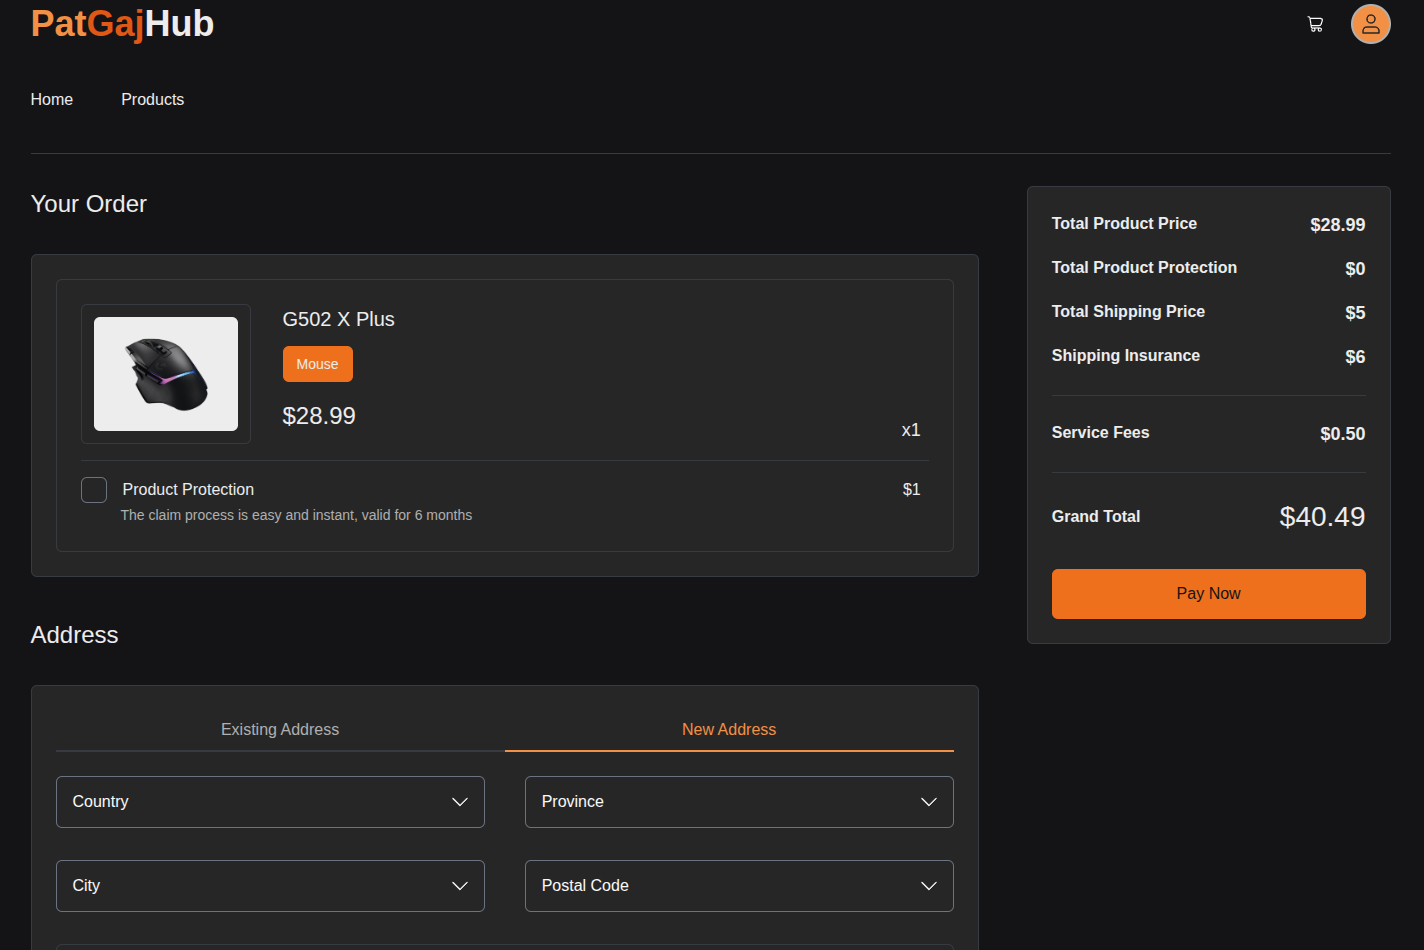 PatGajHub
Home
Products
Your Order
G502 X Plus
Mouse
$28.99
x1
Product Protection
$1
The claim process is easy and instant, valid for 6 months
Total Product Price
$28.99
Total Product Protection
$0
Total Shipping Price
$5
Shipping Insurance
$6
Service Fees
$0.50
Grand Total
$40.49
Pay Now
Address
Existing Address
New Address
Country
Province
City
Postal Code